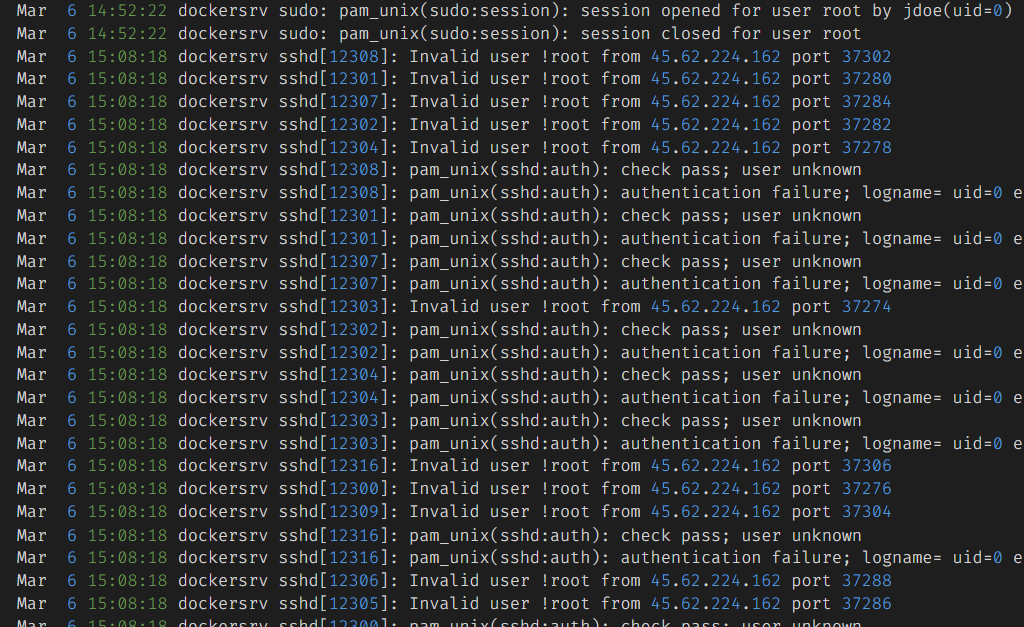 Mar  6 14:52:22 dockersrv sudo: pam_unix(sudo:session): session opened for user root by jdoe(uid=0)
Mar  6 14:52:22 dockersrv sudo: pam_unix(sudo:session): session closed for user root
Mar  6 15:08:18 dockersrv sshd[12308]: Invalid user !root from 45.62.224.162 port 37302
Mar  6 15:08:18 dockersrv sshd[12301]: Invalid user !root from 45.62.224.162 port 37280
Mar  6 15:08:18 dockersrv sshd[12307]: Invalid user !root from 45.62.224.162 port 37284
Mar  6 15:08:18 dockersrv sshd[12302]: Invalid user !root from 45.62.224.162 port 37282
Mar  6 15:08:18 dockersrv sshd[12304]: Invalid user !root from 45.62.224.162 port 37278
Mar  6 15:08:18 dockersrv sshd[12308]: pam_unix(sshd:auth): check pass; user unknown
Mar  6 15:08:18 dockersrv sshd[12308]: pam_unix(sshd:auth): authentication failure; logname= uid=0 e
Mar  6 15:08:18 dockersrv sshd[12301]: pam_unix(sshd:auth): check pass; user unknown
Mar  6 15:08:18 dockersrv sshd[12301]: pam_unix(sshd:auth): authentication failure; logname= uid=0 e
Mar  6 15:08:18 dockersrv sshd[12307]: pam_unix(sshd:auth): check pass; user unknown
Mar  6 15:08:18 dockersrv sshd[12307]: pam_unix(sshd:auth): authentication failure; logname= uid=0 e
Mar  6 15:08:18 dockersrv sshd[12303]: Invalid user !root from 45.62.224.162 port 37274
Mar  6 15:08:18 dockersrv sshd[12302]: pam_unix(sshd:auth): check pass; user unknown
Mar  6 15:08:18 dockersrv sshd[12302]: pam_unix(sshd:auth): authentication failure; logname= uid=0 e
Mar  6 15:08:18 dockersrv sshd[12304]: pam_unix(sshd:auth): check pass; user unknown
Mar  6 15:08:18 dockersrv sshd[12304]: pam_unix(sshd:auth): authentication failure; logname= uid=0 e
Mar  6 15:08:18 dockersrv sshd[12303]: pam_unix(sshd:auth): check pass; user unknown
Mar  6 15:08:18 dockersrv sshd[12303]: pam_unix(sshd:auth): authentication failure; logname= uid=0 e
Mar  6 15:08:18 dockersrv sshd[12316]: Invalid user !root from 45.62.224.162 port 37306
Mar  6 15:08:18 dockersrv sshd[12300]: Invalid user !root from 45.62.224.162 port 37276
Mar  6 15:08:18 dockersrv sshd[12309]: Invalid user !root from 45.62.224.162 port 37304
Mar  6 15:08:18 dockersrv sshd[12316]: pam_unix(sshd:auth): check pass; user unknown
Mar  6 15:08:18 dockersrv sshd[12316]: pam_unix(sshd:auth): authentication failure; logname= uid=0 e
Mar  6 15:08:18 dockersrv sshd[12306]: Invalid user !root from 45.62.224.162 port 37288
Mar  6 15:08:18 dockersrv sshd[12305]: Invalid user !root from 45.62.224.162 port 37286
Mar  6 15:08:18 dockersrv sshd[12300]: pam_unix(sshd:auth): check pass; user unknown